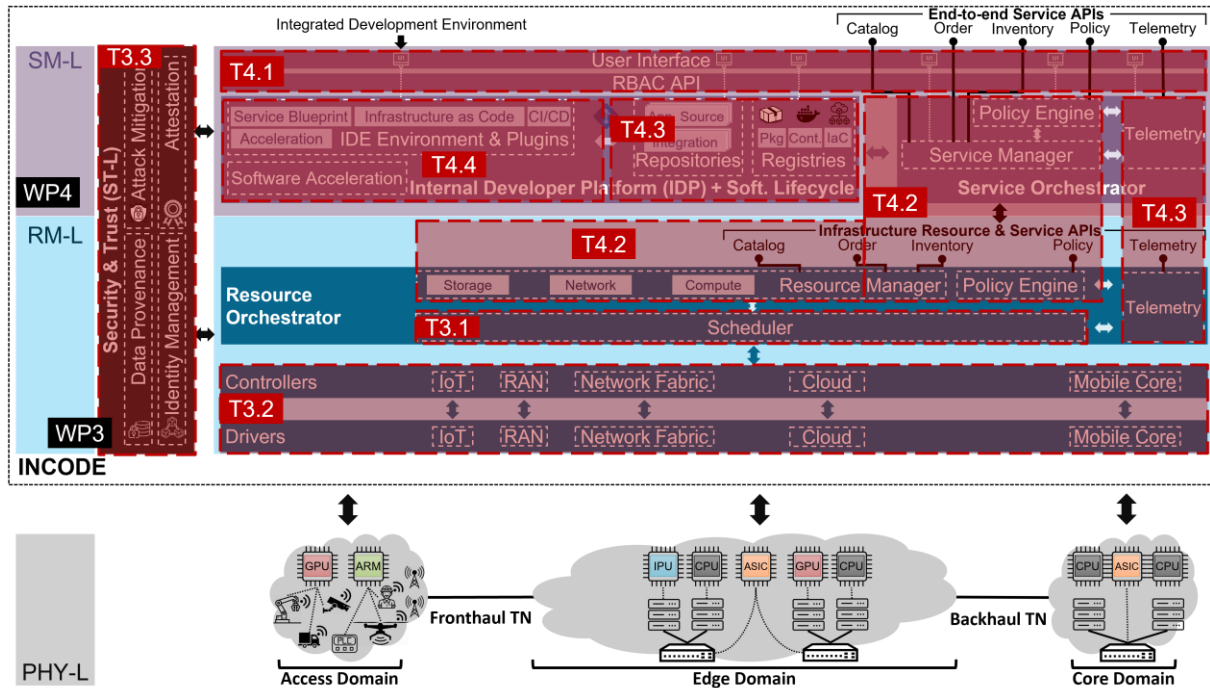 Integrated Development Environment
End-to-end Service APIs
Catalog Order Inventory Policy Telemetry
SM-L
T3.3
T4.1
User Interface
RBAC API
Service Blueprint Infrastructure as Code CI/CD
Acceleration IDE Environment & Plugins
T4.4
Software Acceleration
T4.3
App. Source
Integration
Repositories
Pkg Cont. IaC
Registries
Internal Developer Platform (IDP) + Soft. Lifecycle
Policy Engine
Service Manager
Telemetry
Service Orchestrator
T4.2
T4.3
WP4
Security & Trust (ST-L)
Attack Mitigation
Attestation
Data Provenance
Identity Management
RM-L
T4.2
Infrastructure Resource & Service APIs
Catalog Order Inventory Policy Telemetry
Resource
Orchestrator
Storage Network Compute Resource Manager Policy Engine
Telemetry
T3.1
Scheduler
Controllers IoT RAN Network Fabric Cloud Mobile Core
T3.2
Drivers IoT RAN Network Fabric Cloud Mobile Core
WP3
INCODE
PHY-L
GPU ARM
IPU CPU ASIC GPU CPU
CPU ASIC CPU
PLC
Fronthaul TN
Backhaul TN
Access Domain
Edge Domain
Core Domain